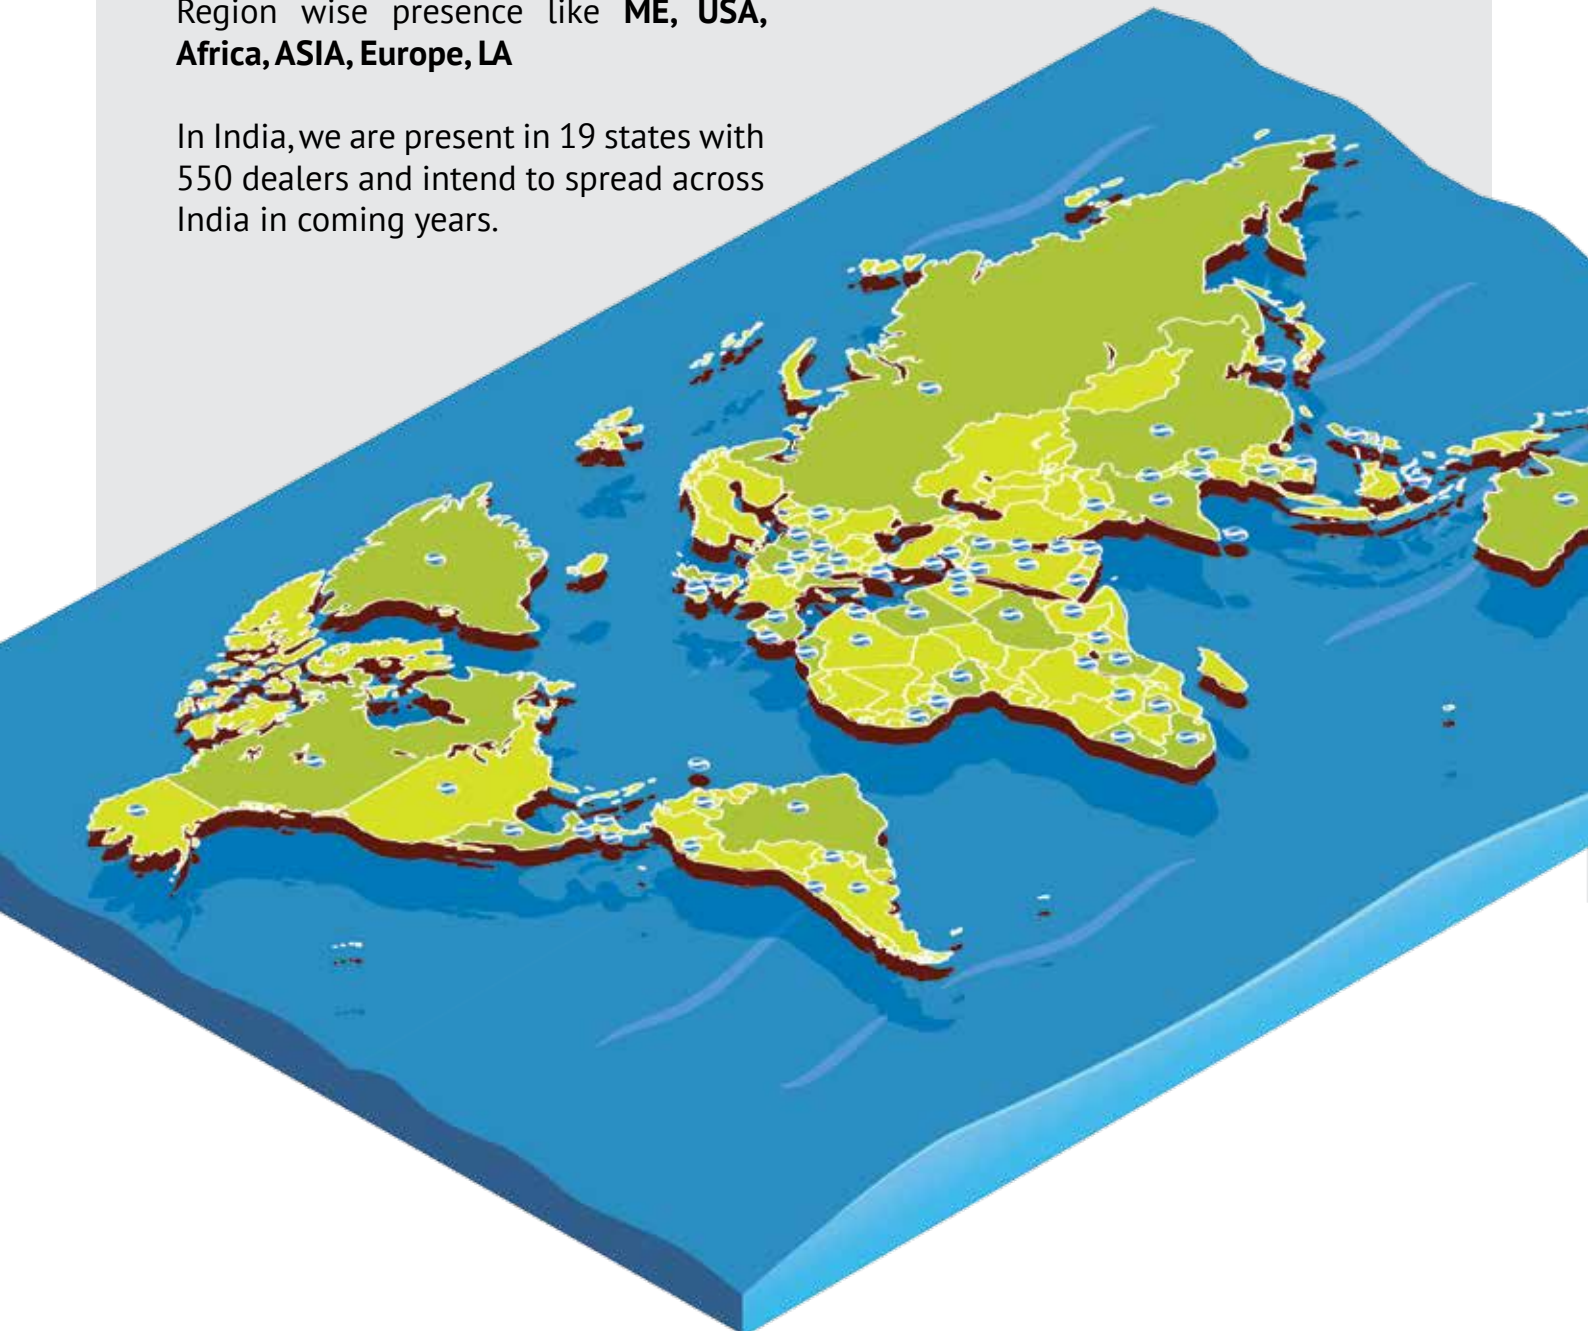 Region wise presence like ME, USA,
Africa, ASIA, Europe, LA
In India, we are present in 19 states with
550 dealers and intend to spread across
India in coming years.